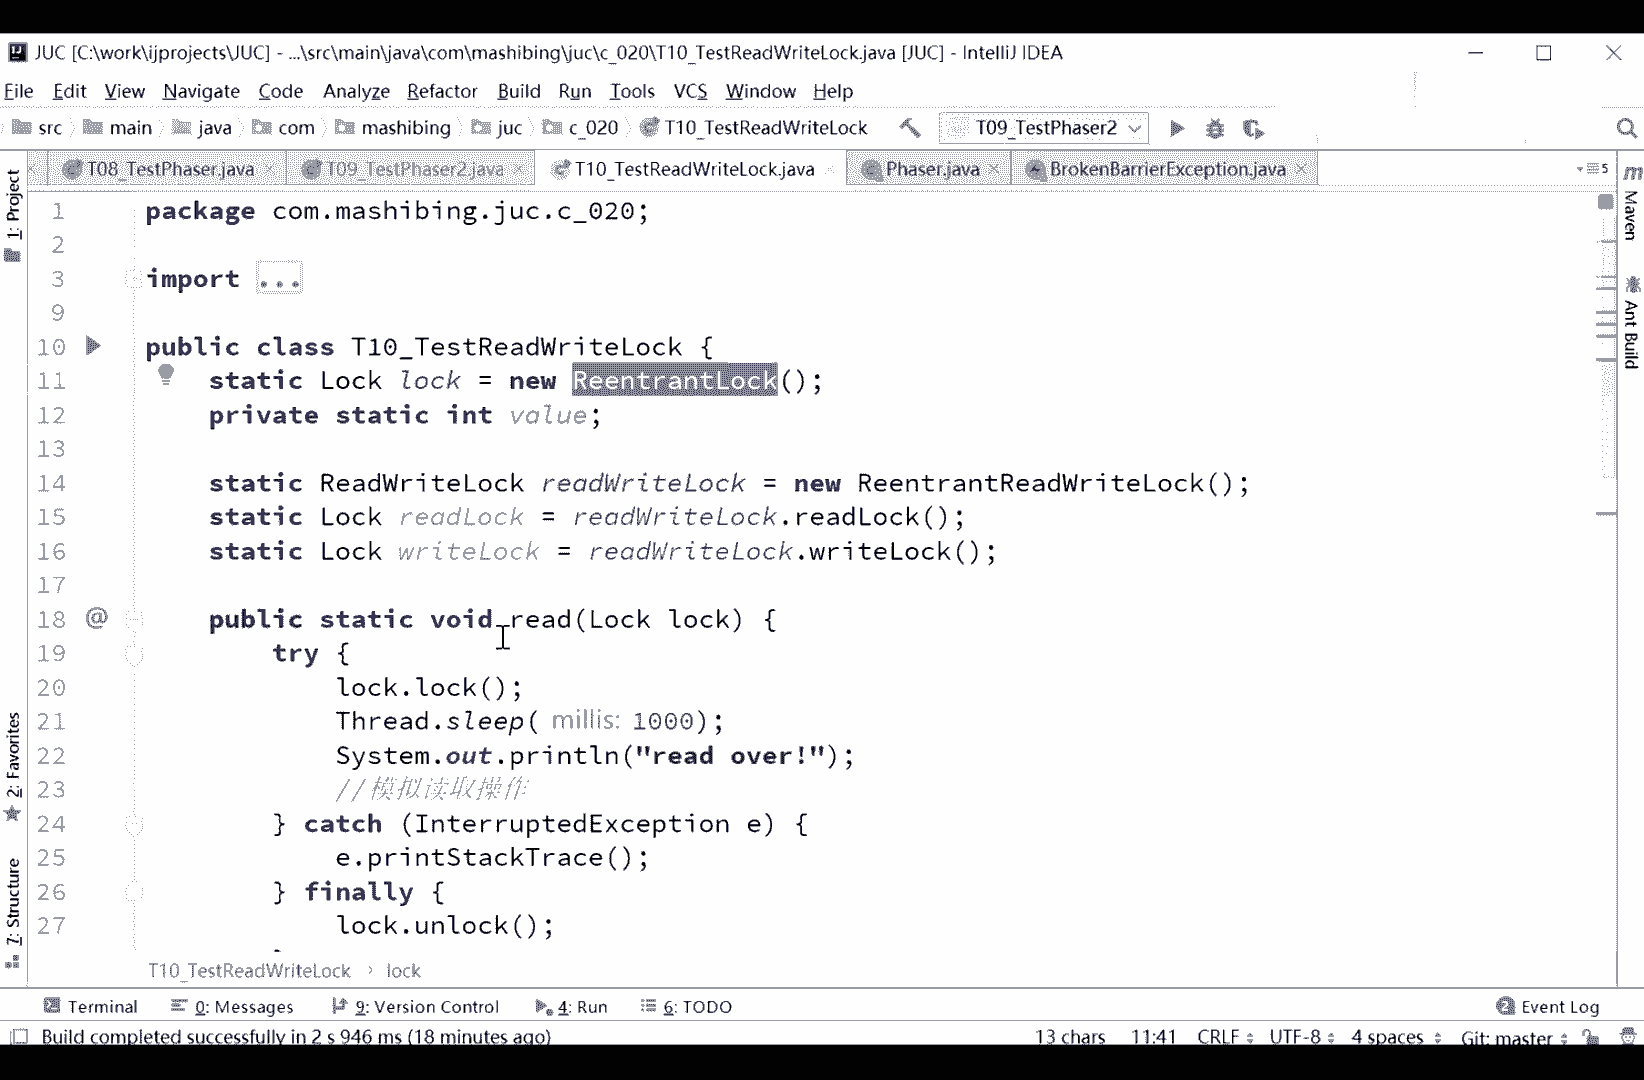 JUC [C:\work\ijprojects\JUC] - ...\src\main\java\com\mashibing\juc\c_020\T10_TestReadWriteLock.java [JUC] - IntelliJ IDEA
File Edit View Navigate Code Analyze Refactor Build Run Tools VCS Window Help
src main java com mashibing juc c_020 T10_TestReadWriteLock T09_TestPhaser2
T08_TestPhaser.java T09_TestPhaser2.java T10_TestReadWriteLock.java Phaser.java BrokenBarrierException.java 5
1: Project
2: Favorites
7: Structure
1 package com.mashibing.juc.c_020;
2
3 import ...
9
10 public class T10_TestReadWriteLock {
11 static Lock lock = new ReentrantLock();
12 private static int value;
13
14 static ReadWriteLock readWriteLock = new ReentrantReadWriteLock();
15 static Lock readLock = readWriteLock.readLock();
16 static Lock writeLock = readWriteLock.writeLock();
17
18 @ public static void read(Lock lock) {
19 try {
20 lock.lock();
21 Thread.sleep( millis: 1000);
22 System.out.println("read over!");
23 //模拟读取操作
24 } catch (InterruptedException e) {
25 e.printStackTrace();
26 } finally {
27 lock.unlock();
m Maven
Ant Build
T10_TestReadWriteLock › lock
Terminal 0: Messages 9: Version Control 4: Run 6: TODO 2 Event Log
Build completed successfully in 2 s 946 ms (18 minutes ago) 13 chars 11:41 CRLF UTF-8 4 spaces Git: master